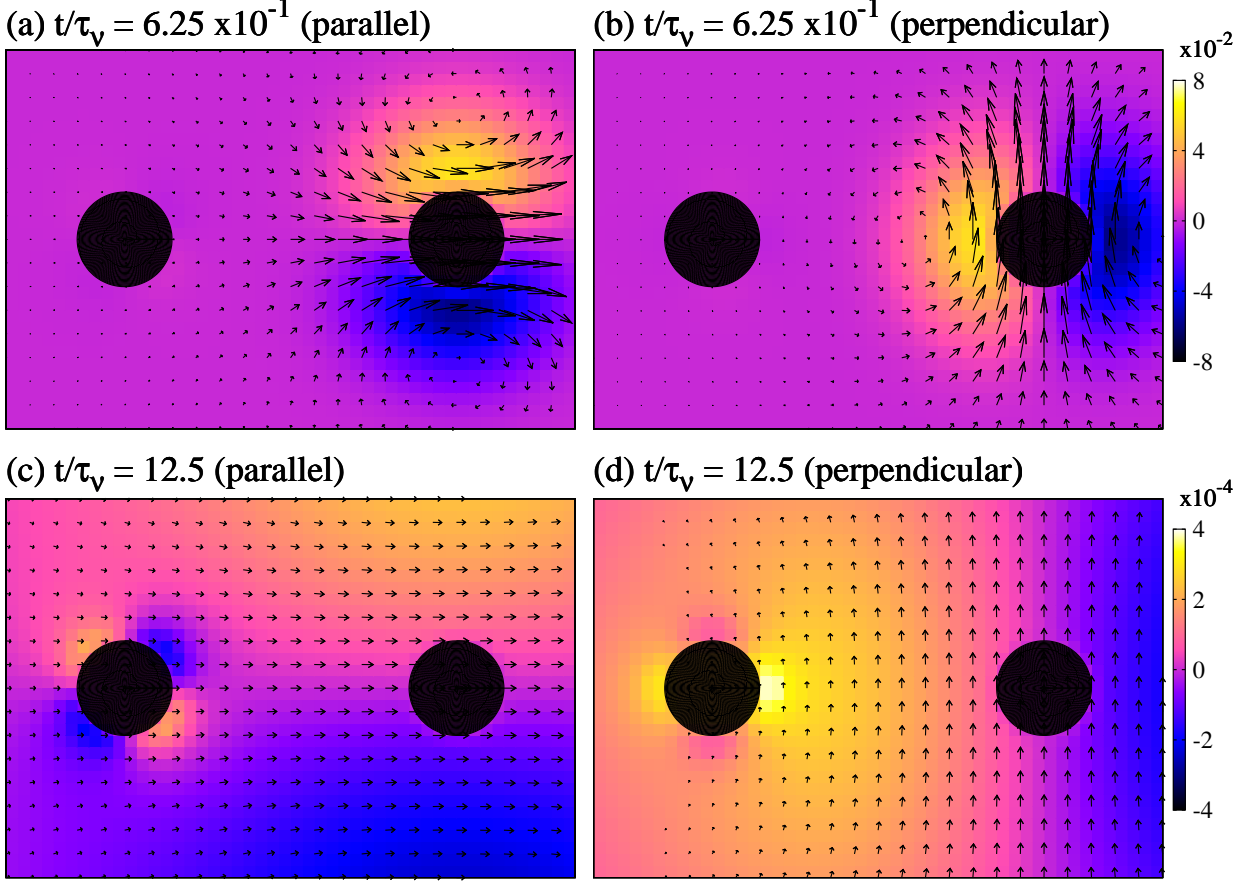 (a) t/τν = 6.25 x10-1 (parallel)
(b) t/τν = 6.25 x10-1 (perpendicular)
x10-2
8
4
0
-4
-8
(c) t/τν = 12.5 (parallel)
(d) t/τν = 12.5 (perpendicular)
x10-4
4
2
0
-2
-4